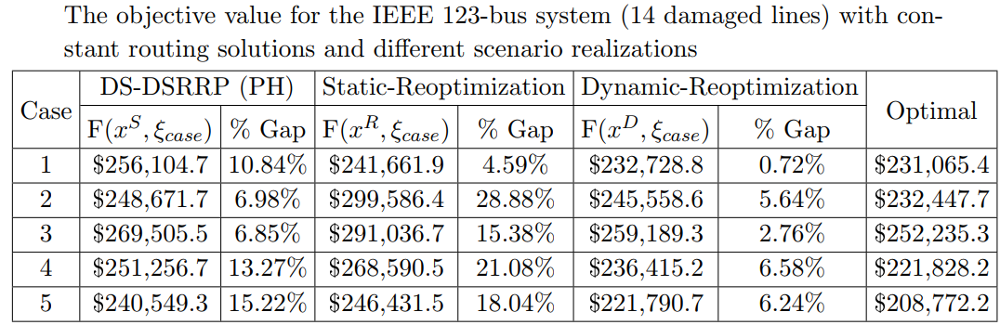 The objective value for the IEEE 123-bus system (14 damaged lines) with con-
stant routing solutions and different scenario realizations
Case DS-DSRRP (PH) Static-Reoptimization Dynamic-Reoptimization Optimal
F(x^S, ξ_case) % Gap F(x^R, ξ_case) % Gap F(x^D, ξ_case) % Gap
1 $256,104.7 10.84% $241,661.9 4.59% $232,728.8 0.72% $231,065.4
2 $248,671.7 6.98% $299,586.4 28.88% $245,558.6 5.64% $232,447.7
3 $269,505.5 6.85% $291,036.7 15.38% $259,189.3 2.76% $252,235.3
4 $251,256.7 13.27% $268,590.5 21.08% $236,415.2 6.58% $221,828.2
5 $240,549.3 15.22% $246,431.5 18.04% $221,790.7 6.24% $208,772.2